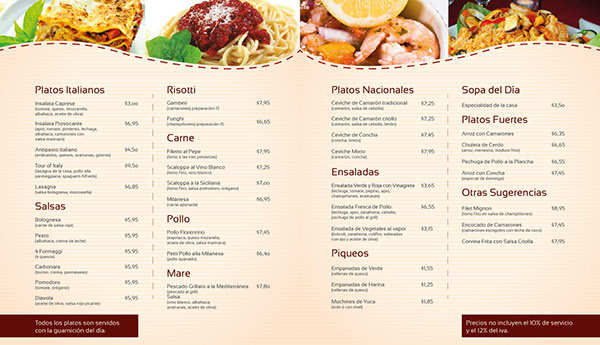 Platos Italianos
Insalata Caprese $3,00
(tomate, queso, mozzarella,
albahaca, aceite de oliva)
Insalata Provocarex $6,95
(apio, tomate, pimiento, lechuga,
albahaca, camarones con
salsa rosada)
Antipasto Italiano $4,50
(embutidos, quesos, aceitunas, grisines)
Tour of Italy $9,56
(lasagna de la casa, pollo alla
parmeggiana, spaguetti Alfredo)
Lasagna $6,85
(salsa bolognesa, mozzarella)
Salsas
Bolognesa $5,95
(carne de salsa roja)
Pesto $5,95
(albahaca, crema de leche)
4 Formaggi $5,95
(4 quesos)
Carbonara $5,95
(tocino, crema, parmesano)
Pomodoro $5,95
(tomate, orégano)
Diavola $5,95
(aceite de oliva, salsa roja picante)
Risotti
Gamberi $7,95
(camarones) preparación 15
Funghi $6,65
(champiñones) preparación 15
Carne
Filento al Pepe $7,95
(lomo a las tres pimientas)
Scaloppa al Vino Blanco $7,25
(lomo fino, vino blanco)
Scaloppa a la Siciliana $7,00
(lomo fino, salsa pomodoro, orégano)
Milanesa $6,95
(carne apanada)
Pollo
Pollo Florentino $7,45
(espinaca, queso mozzarella,
aceite de oliva, salsa mostaza)
Peto Pollo alla Milanesa $6,40
(pollo apanado)
Mare
Pescado Grillaro a la Mediterránea $7,80
(pescado al grill)
Salsa
(vino blanco, albahaca,
aceitunas, aceite de oliva)
Todos los platos son servidos
con la guarnición del día.
Platos Nacionales
Ceviche de Camarón tradicional $7,25
(camarón, salsa de cebolla)
Ceviche de Camarón criollo $7,25
(camarón, salsa de cebolla, limón)
Ceviche de Concha $7,45
(concha, limón)
Ceviche Mixto $7,95
(camarón, concha)
Ensaladas
Ensalada Verde y Roja con Vinagreta $3,65
(lechuga, tomate, pepino, apio,
champiñones, aceitunas)
Ensalada Fresca de Pollo $6,55
(lechuga, apio, zanahoria, cebolla,
pechuga de pollo al grill)
Ensalada de Vegetales al vapor $3,15
(brócoli, zanahoria, coliflor, salteadas
con ajo y aceite de oliva)
Piqueos
Empanadas de Verde $1,55
(rellenas de queso)
Empanadas de Harina $1,25
(rellenas de queso)
Muchines de Yuca $1,85
Sopa del Día
Especialidad de la casa $3,50
Platos Fuertes
Arroz con Camarones $6,35
Chuleta de Cerdo $6,65
(arroz, menestra, maduro frito)
Pechuga de Pollo a la Plancha $6,55
Arroz con Concha $7,45
(especial de domingo)
Otras Sugerencias
Filet Mignon $8,95
(lomo fino en salsa de champiñones)
Encocado de Camarones $7,45
(camarones escogidos con leche de coco)
Corvina Frita con Salsa Criolla $7,95
Precios no incluyen el 10% de servicio
y el 12% del iva.